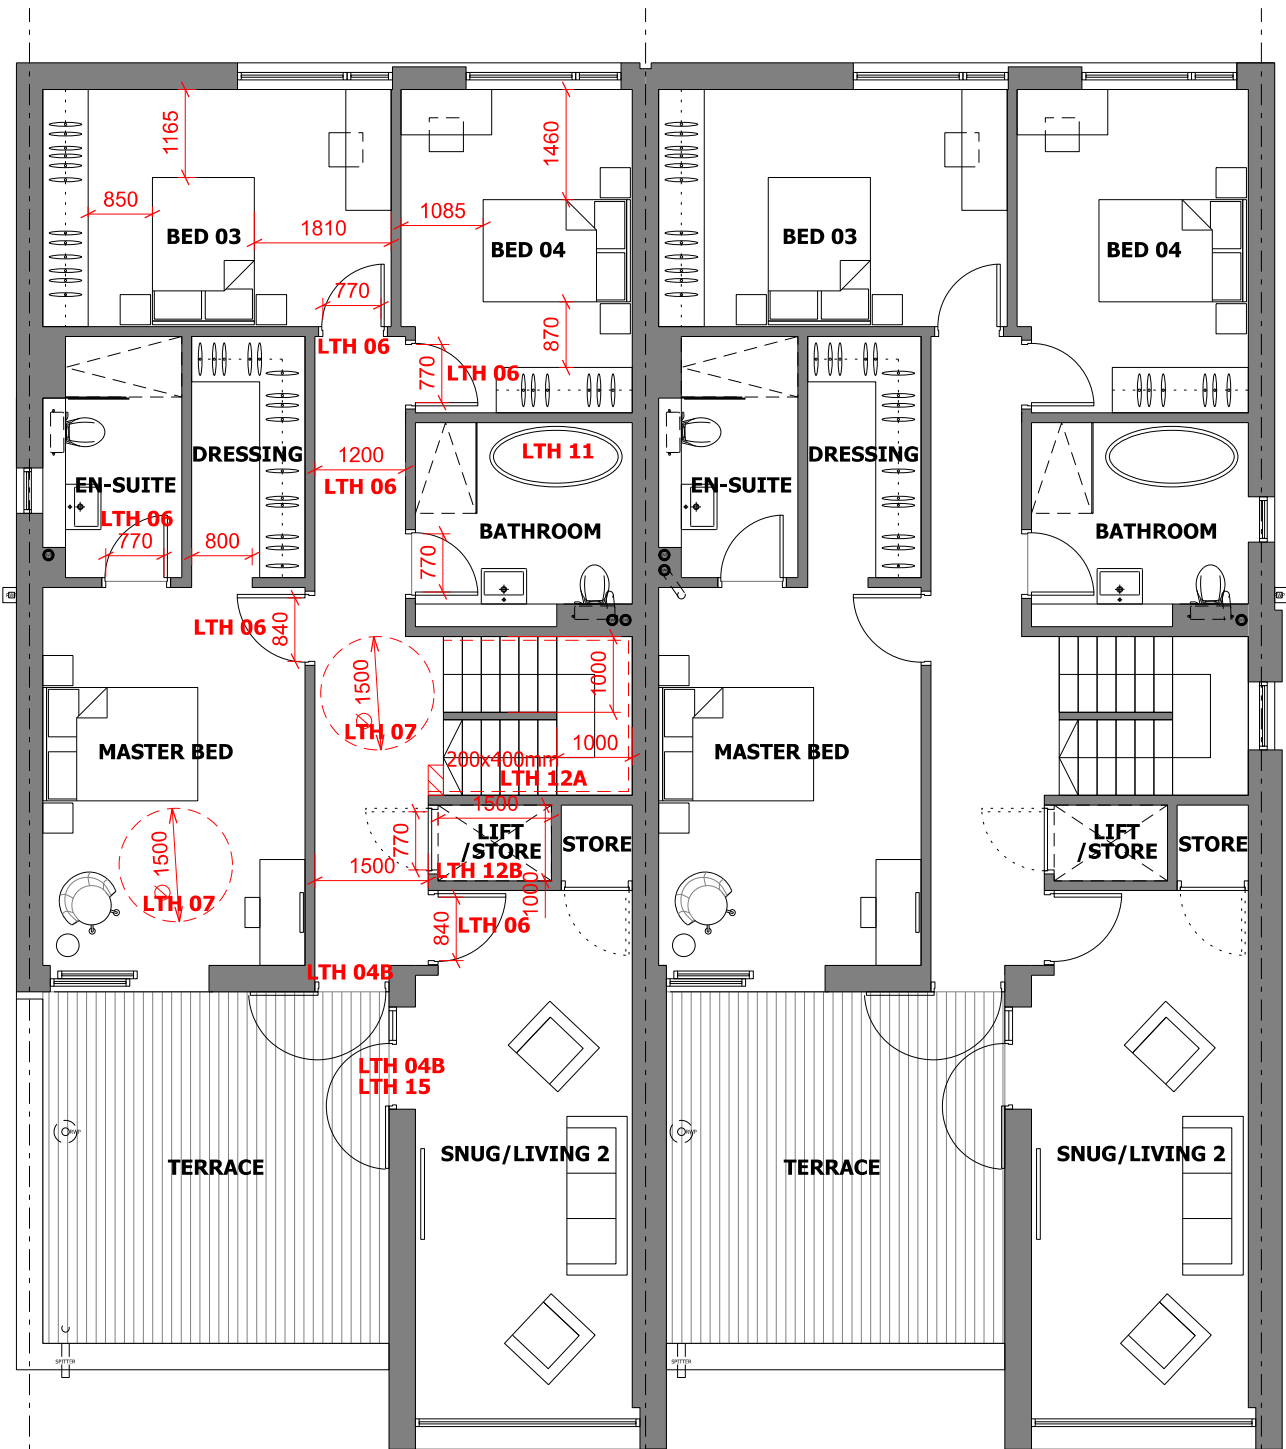 1165
1460
850
1085
1810
BED 03
BED 04
BED 03
BED 04
770
870
LTH 06
770
LTH 06
DRESSING
1200
LTH 11
DRESSING
EN-SUITE
LTH 06
EN-SUITE
LTH 06
BATHROOM
BATHROOM
770
800
770
LTH 06
840
1000
Ø 1500
LTH 07
MASTER BED
1000
MASTER BED
200x400mm
LTH 12A
1500
770
LIFT
/STORE
STORE
LIFT
/STORE
STORE
Ø 1500
1500
LTH 12B
1000
LTH 07
840
LTH 06
LTH 04B
LTH 04B
LTH 15
RWP
RWP
TERRACE
SNUG/LIVING 2
TERRACE
SNUG/LIVING 2
SPITTER
SPITTER